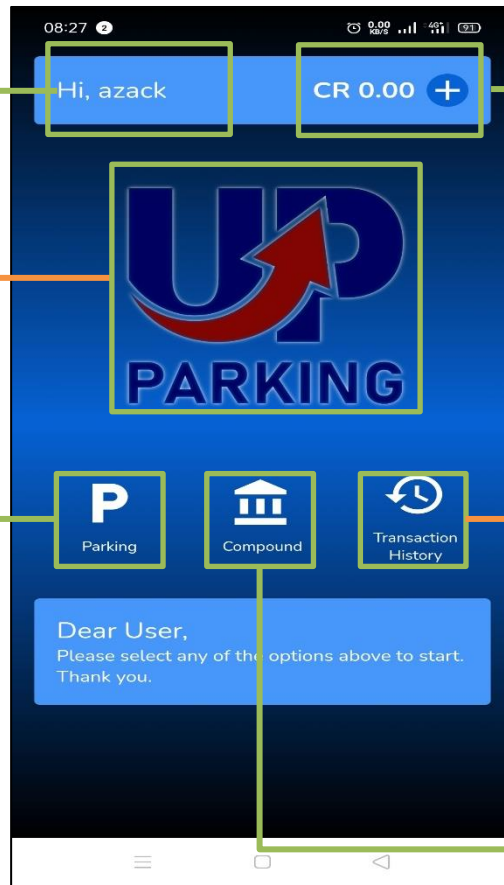 08:27 2 0.00 KB/S 4G+ 91
Hi, azack CR 0.00 +
UP
PARKING
P
Parking Compound Transaction
History
Dear User,
Please select any of the options above to start.
Thank you.